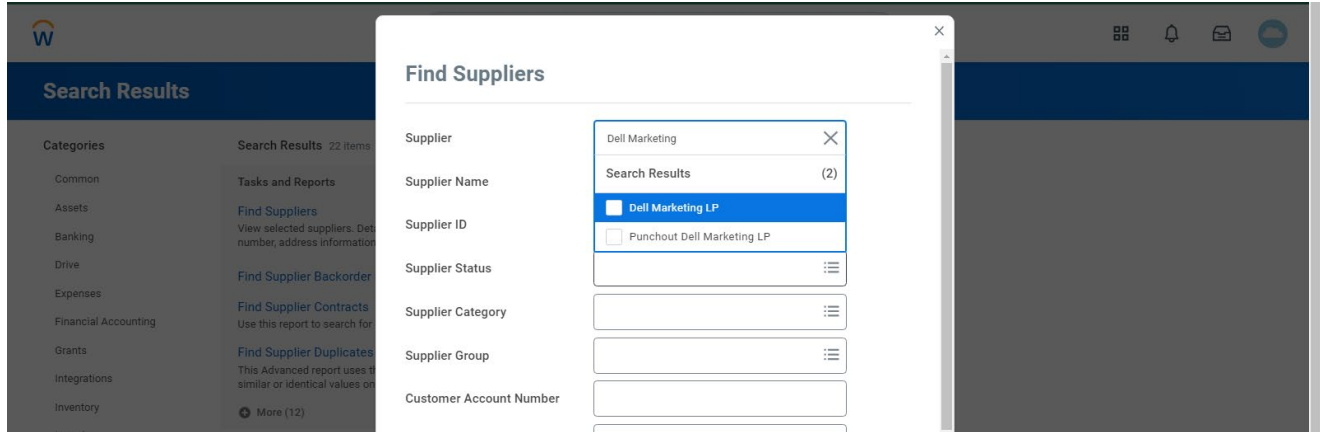 W
Search Results
Categories
Common
Assets
Banking
Drive
Expenses
Financial Accounting
Grants
Integrations
Inventory
Search Results 22 items
Tasks and Reports
Find Suppliers
View selected suppliers.
number, address information
Find Supplier Backorder
Find Supplier Contracts
Use this report to search for
Find Supplier Duplicates
This Advanced report uses
similar or identical values on
More (12)
Find Suppliers
Supplier
Dell Marketing
Search Results (2)
Dell Marketing LP
Punchout Dell Marketing LP
Supplier Name
Supplier ID
Supplier Status
Supplier Category
Supplier Group
Customer Account Number